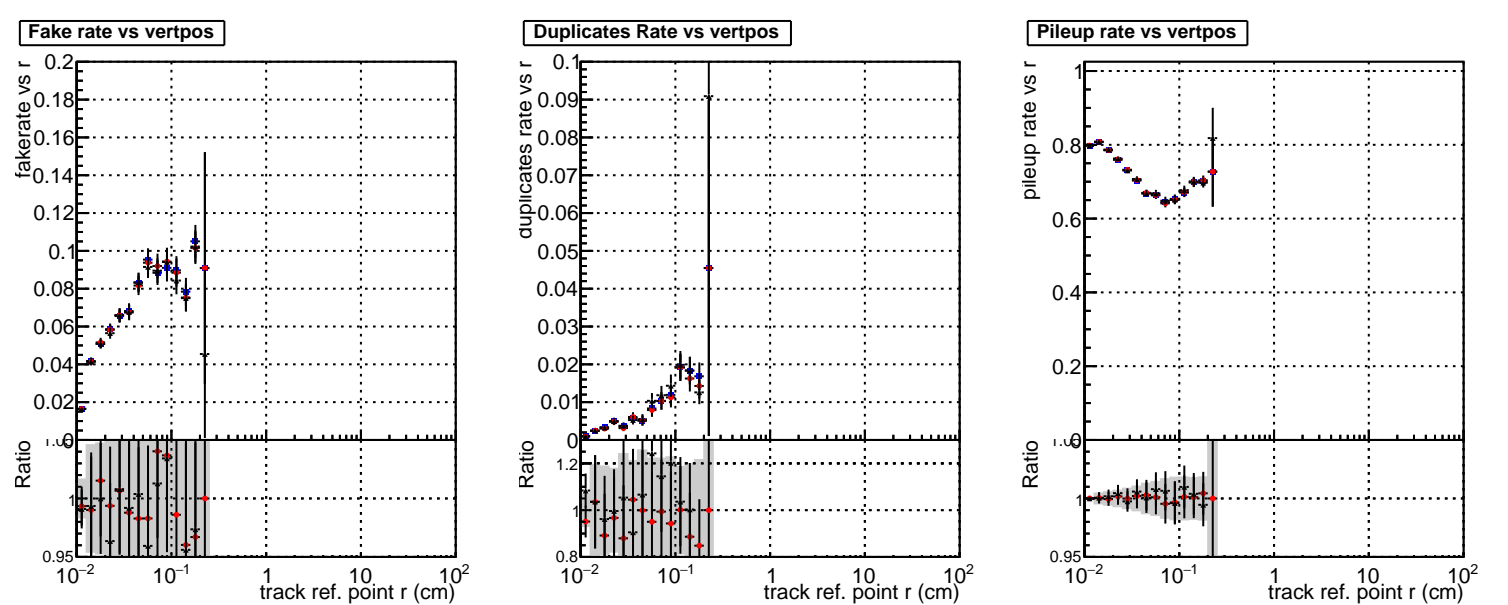 Fake rate vs vertpos
fakerate vs r
0.2
0.18
0.16
0.14
0.12
0.1
0.08
0.06
0.04
0.02
0
Ratio
1
0.95
10−2 10−1 1 10 102
track ref. point r (cm)
Duplicates Rate vs vertpos
duplicates rate vs r
0.1
0.09
0.08
0.07
0.06
0.05
0.04
0.03
0.02
0.01
0
Ratio
1.2
1
0.8
10−2 10−1 1 10 102
track ref. point r (cm)
Pileup rate vs vertpos
pileup rate vs r
1
0.8
0.6
0.4
0.2
Ratio
1
0.95
10−2 10−1 1 10 102
track ref. point r (cm)